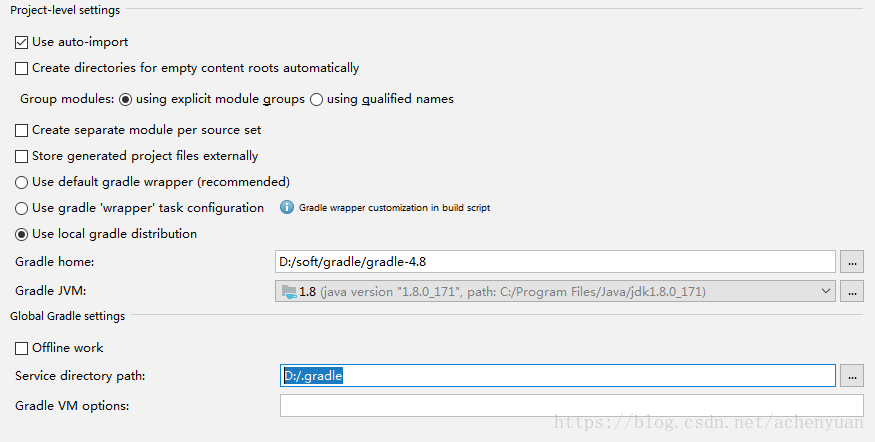 Project-level settings
Use auto-import
Create directories for empty content roots automatically
Group modules: using explicit module groups using qualified names
Create separate module per source set
Store generated project files externally
Use default gradle wrapper (recommended)
Use gradle 'wrapper' task configuration Gradle wrapper customization in build script
Use local gradle distribution
Gradle home: D:/soft/gradle/gradle-4.8 ...
Gradle JVM: 1.8 (java version "1.8.0_171", path: C:/Program Files/Java/jdk1.8.0_171) ...
Global Gradle settings
Offline work
Service directory path: D:/.gradle ...
Gradle VM options:
https://blog.csdn.net/achenyuan